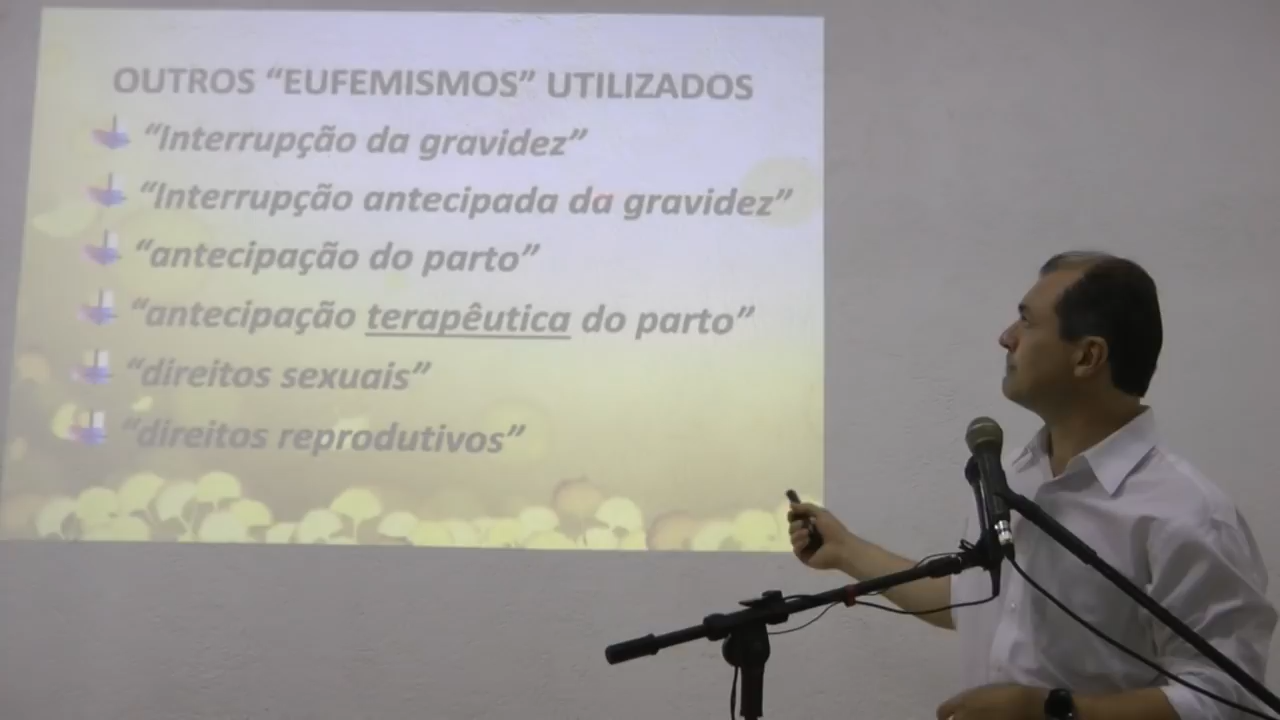 OUTROS “EUFEMISMOS” UTILIZADOS
“Interrupção da gravidez”
“Interrupção antecipada da gravidez”
“antecipação do parto”
“antecipação terapêutica do parto”
“direitos sexuais”
“direitos reprodutivos”